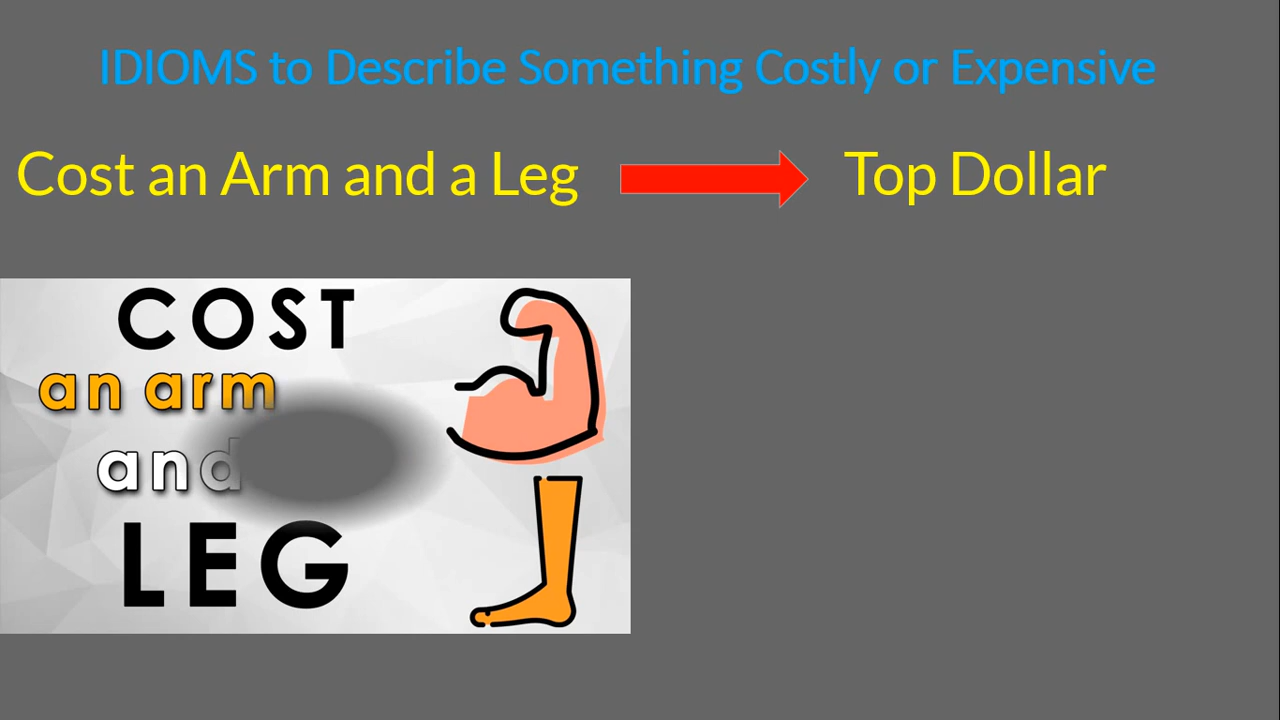 IDIOMS to Describe Something Costly or Expensive
Cost an Arm and a Leg
Top Dollar
COST
an arm
and
LEG